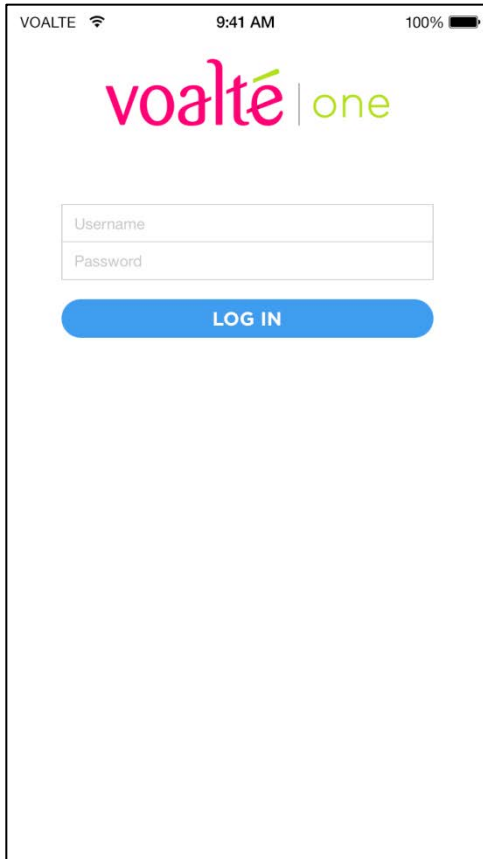 VOALTE 9:41 AM 100%
voalté | one
Username
Password
LOG IN